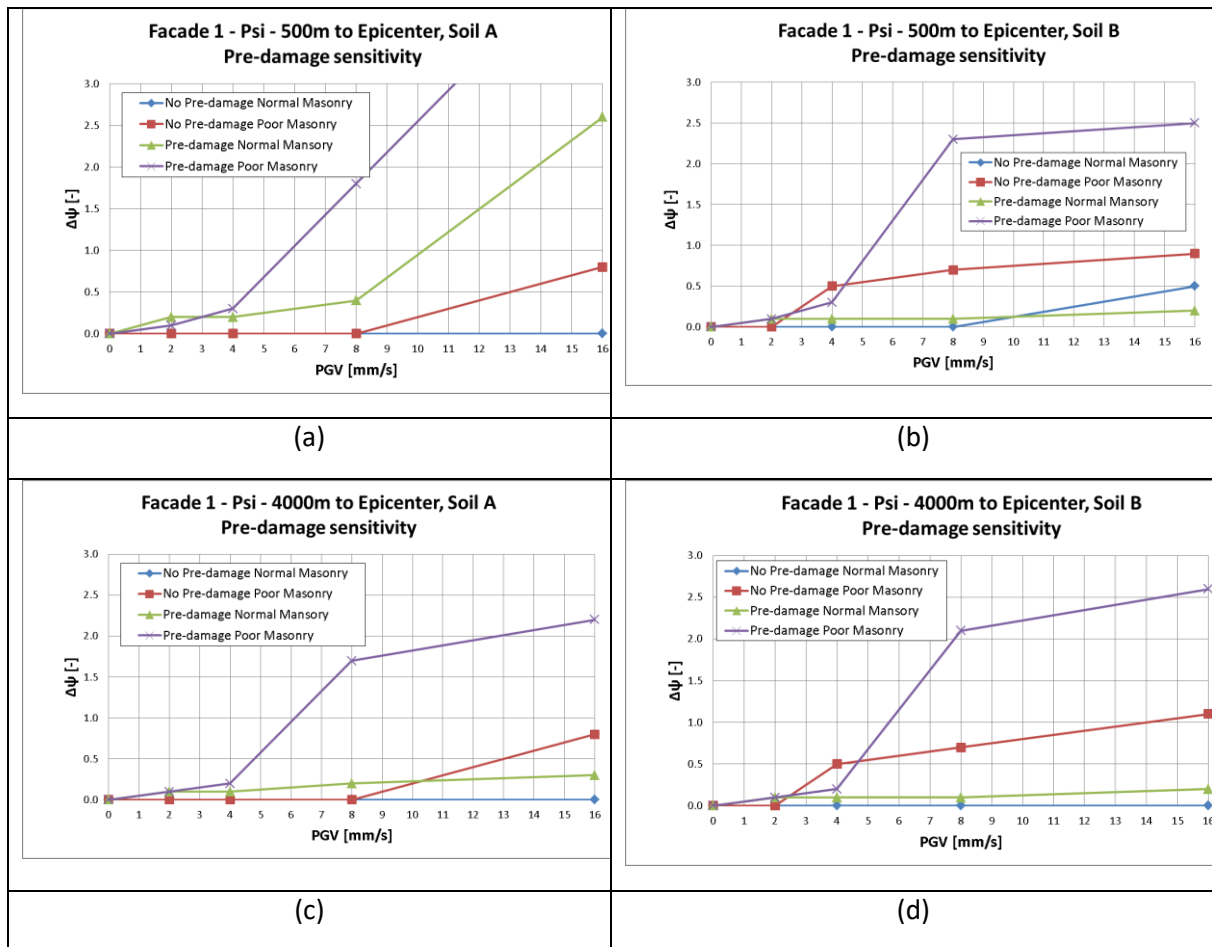 Facade 1 - Psi - 500m to Epicenter, Soil A
Pre-damage sensitivity
3.0
2.5
2.0
1.5
1.0
0.5
0.0
Δψ [-]
No Pre-damage Normal Masonry
No Pre-damage Poor Masonry
Pre-damage Normal Mansory
Pre-damage Poor Masonry
0 1 2 3 4 5 6 7 8 9 10 11 12 13 14 15 16
PGV [mm/s]
(a)
Facade 1 - Psi - 500m to Epicenter, Soil B
Pre-damage sensitivity
3.0
2.5
2.0
1.5
1.0
0.5
0.0
Δψ [-]
No Pre-damage Normal Masonry
No Pre-damage Poor Masonry
Pre-damage Normal Mansory
Pre-damage Poor Masonry
0 1 2 3 4 5 6 7 8 9 10 11 12 13 14 15 16
PGV [mm/s]
(b)
Facade 1 - Psi - 4000m to Epicenter, Soil A
Pre-damage sensitivity
3.0
2.5
2.0
1.5
1.0
0.5
0.0
Δψ [-]
No Pre-damage Normal Masonry
No Pre-damage Poor Masonry
Pre-damage Normal Mansory
Pre-damage Poor Masonry
0 1 2 3 4 5 6 7 8 9 10 11 12 13 14 15 16
PGV [mm/s]
(c)
Facade 1 - Psi - 4000m to Epicenter, Soil B
Pre-damage sensitivity
3.0
2.5
2.0
1.5
1.0
0.5
0.0
Δψ [-]
No Pre-damage Normal Masonry
No Pre-damage Poor Masonry
Pre-damage Normal Mansory
Pre-damage Poor Masonry
0 1 2 3 4 5 6 7 8 9 10 11 12 13 14 15 16
PGV [mm/s]
(d)